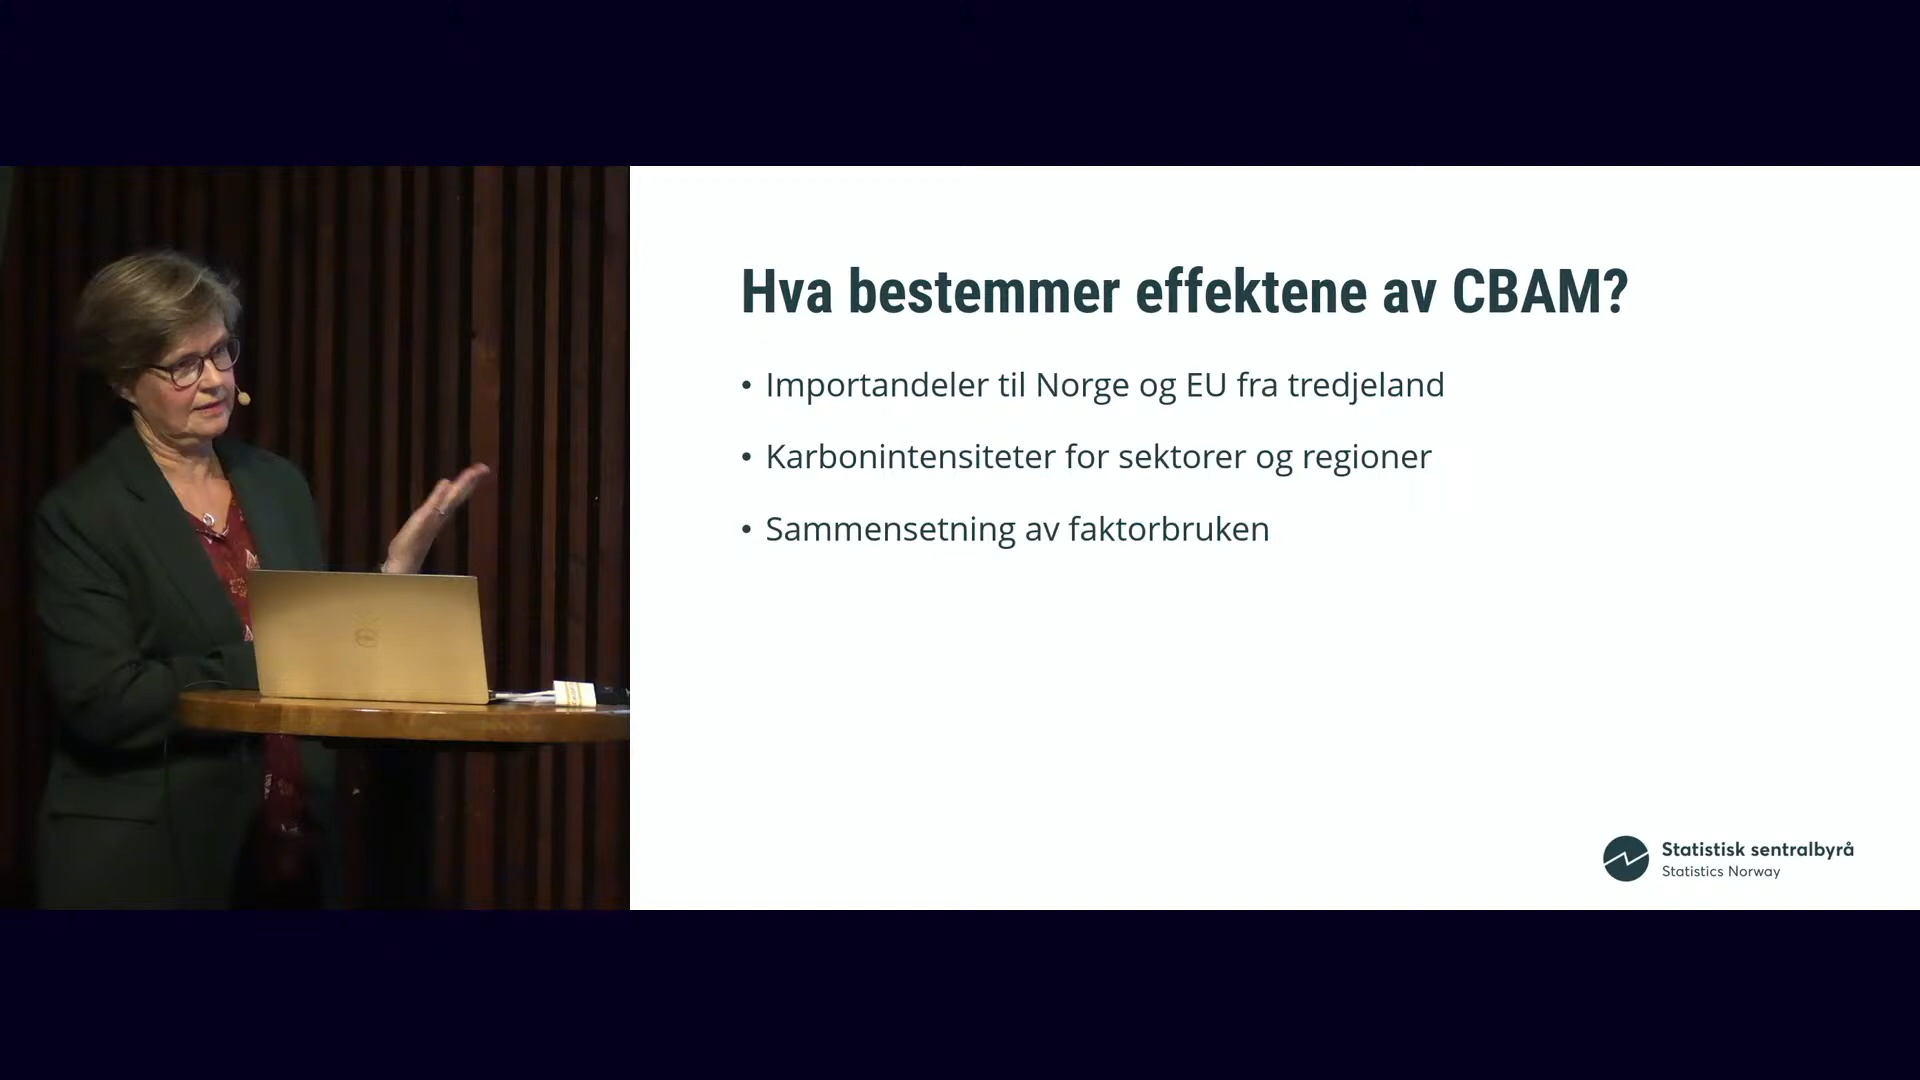 Hva bestemmer effektene av CBAM?
• Importandeler til Norge og EU fra tredjeland
• Karbonintensiteter for sektorer og regioner
• Sammensetning av faktorbruken
Statistisk sentralbyrå
Statistics Norway